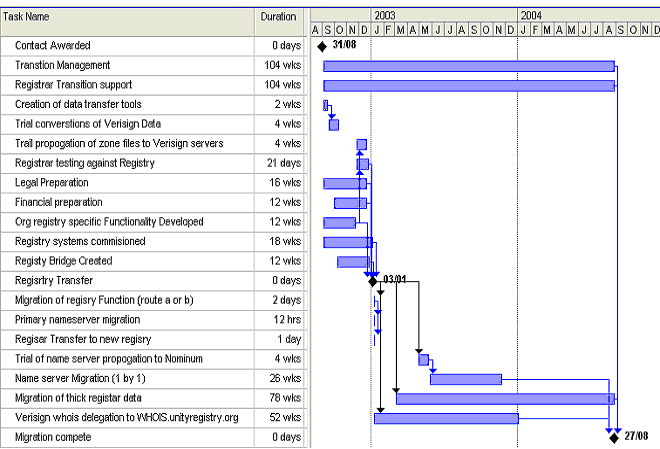 Task Name Duration 2003 2004
A S O N D J F M A M J J A S O N D J F M A M J J A S O N D
Contact Awarded 0 days 31/08
Transtion Management 104 wks
Registrar Transition support 104 wks
Creation of data transfer tools 2 wks
Trial converstions of Verisign Data 4 wks
Trail propogation of zone files to Verisign servers 4 wks
Registrar testing against Registry 21 days
Legal Preparation 16 wks
Financial preparation 12 wks
Org registry specific Functionality Developed 12 wks
Registry systems commisioned 18 wks
Registy Bridge Created 12 wks
Regisrtry Transfer 0 days 03/01
Migration of regisry Function (route a or b) 2 days
Primary nameserver migration 12 hrs
Regisar Transfer to new regisry 1 day
Trial of name server propogation to Nominum 4 wks
Name server Migration (1 by 1) 26 wks
Migration of thick registar data 78 wks
Verisign whois delegation to WHOIS.unityregistry.org 52 wks
Migration compete 0 days 27/08